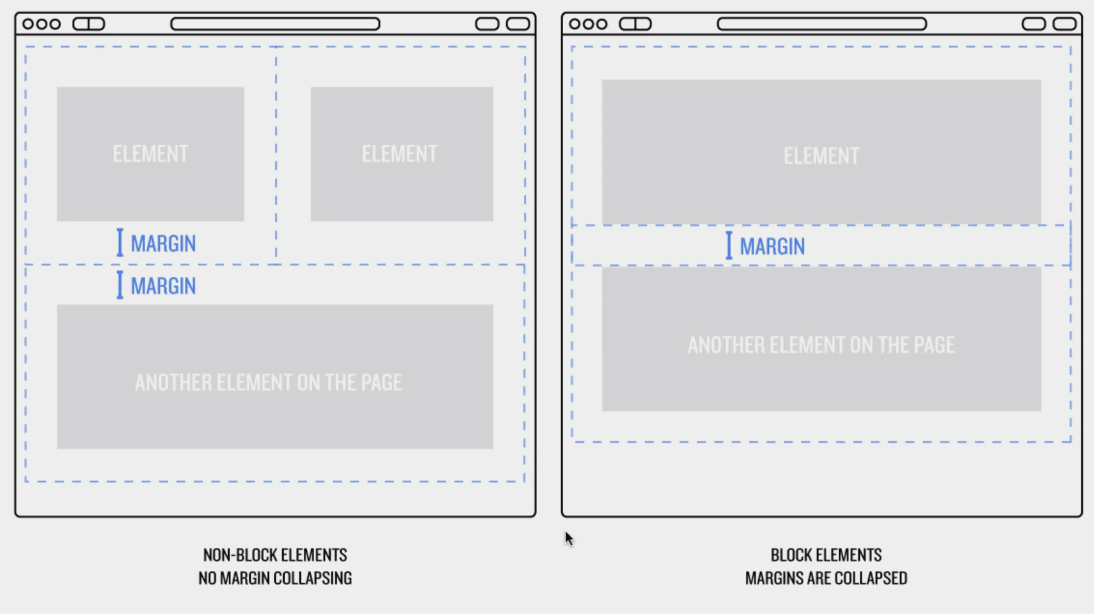 ELEMENT
ELEMENT
MARGIN
MARGIN
ANOTHER ELEMENT ON THE PAGE
NON-BLOCK ELEMENTS
NO MARGIN COLLAPSING
ELEMENT
MARGIN
ANOTHER ELEMENT ON THE PAGE
BLOCK ELEMENTS
MARGINS ARE COLLAPSED